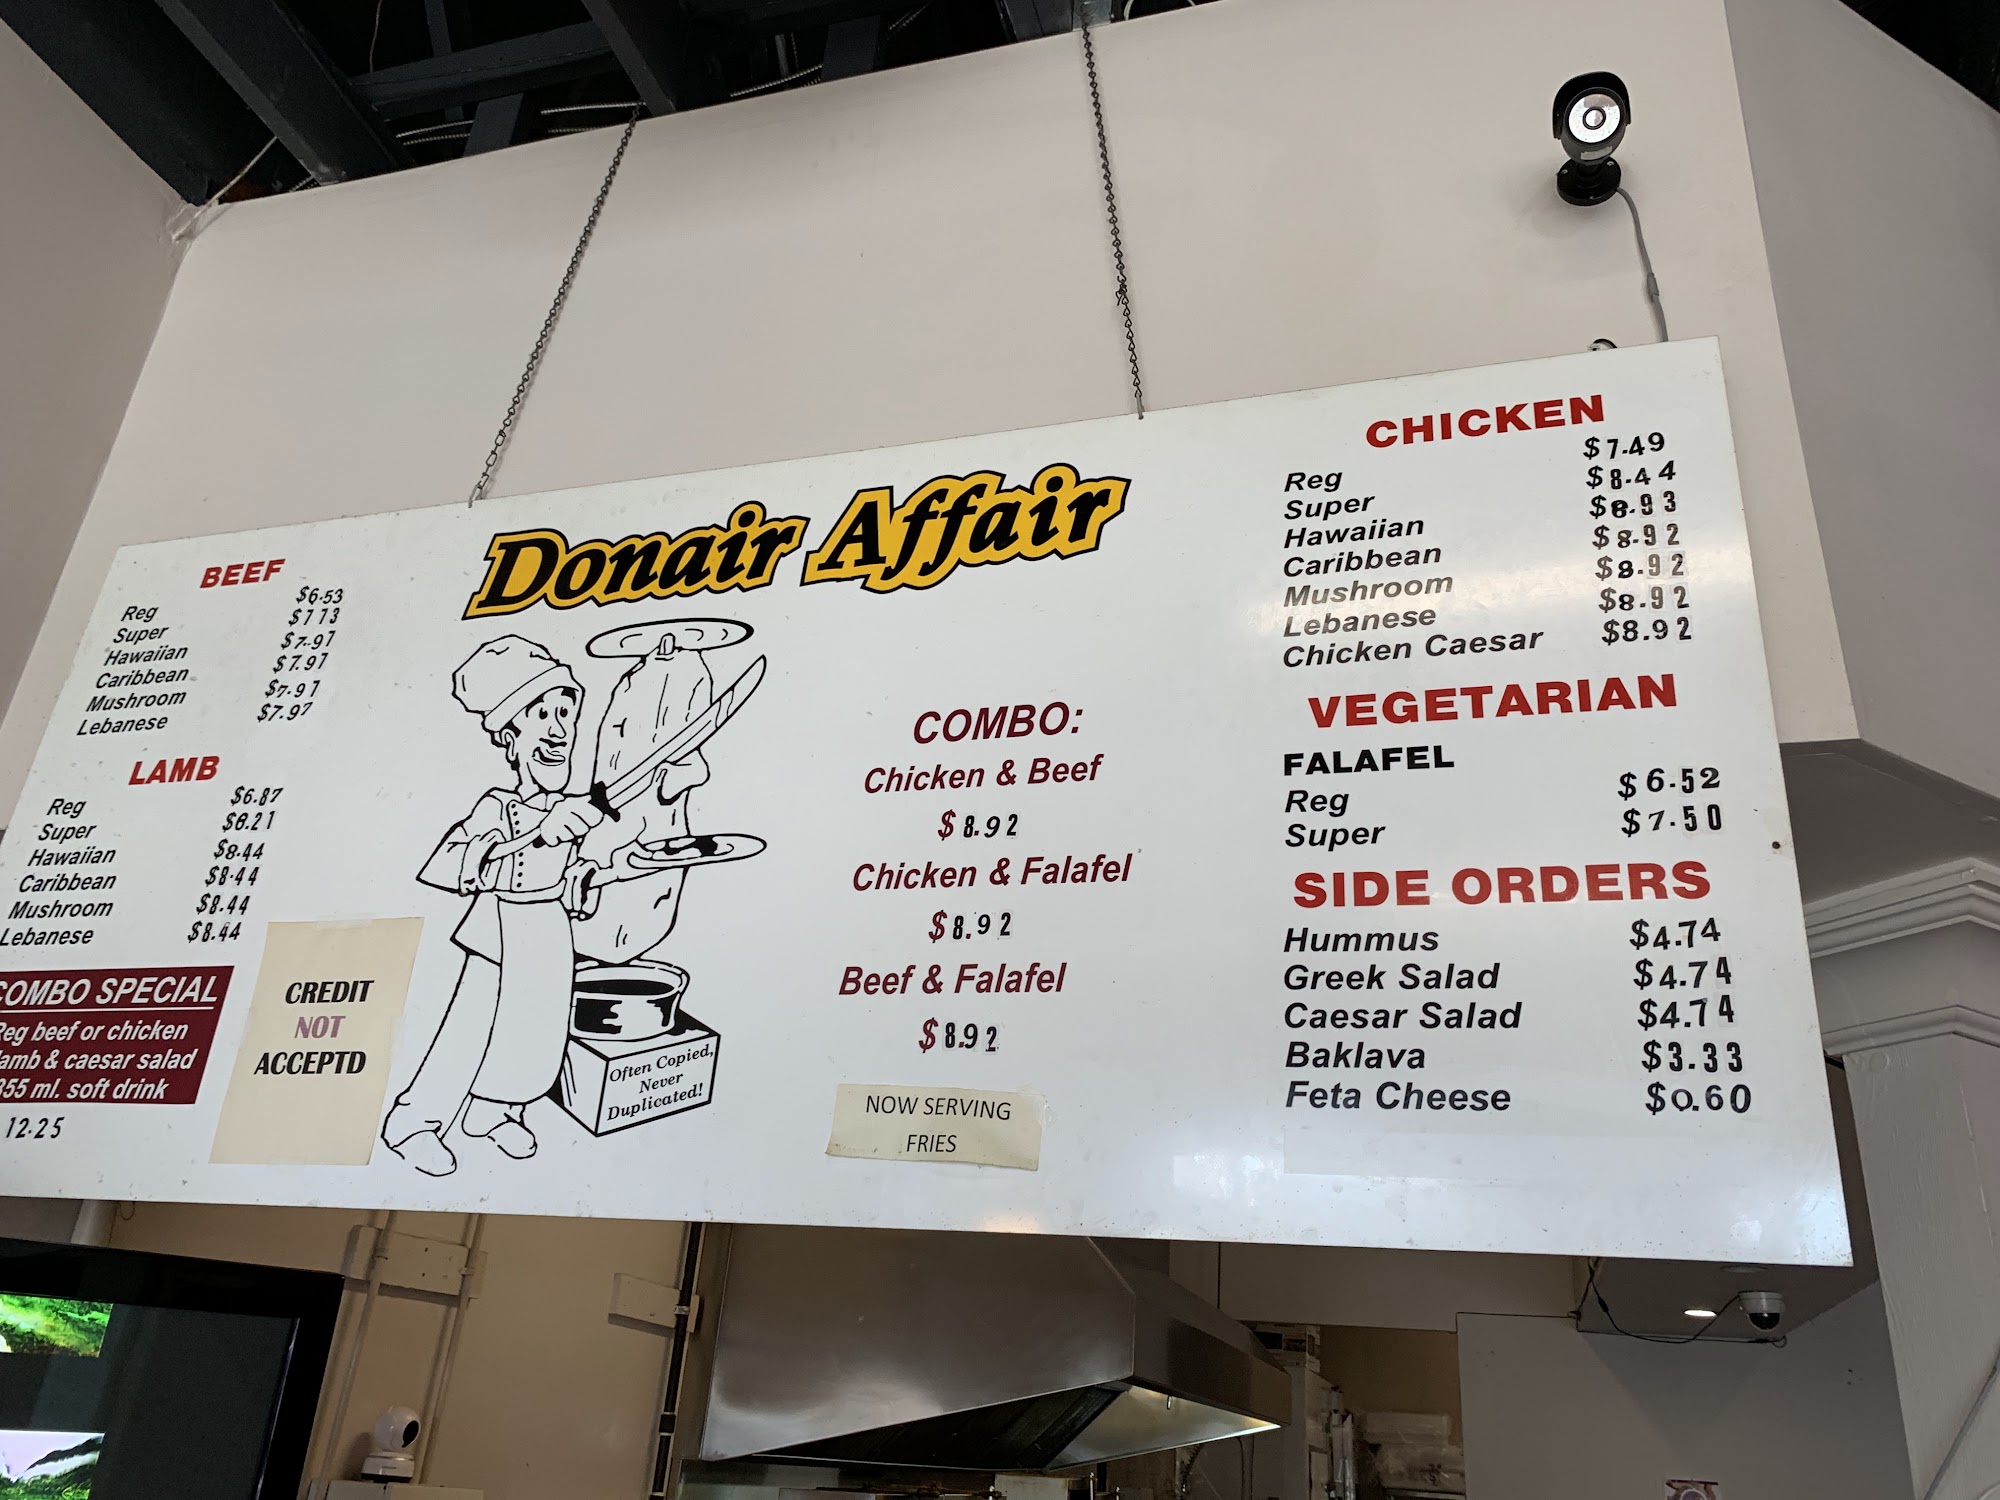 Donair Affair
BEEF
Reg $6.53
Super $773
Hawaiian $7.97
Caribbean $7.97
Mushroom $7.97
Lebanese $7.97
LAMB
Reg $6.87
Super $8.21
Hawaiian $8.44
Caribbean $8.44
Mushroom $8.44
Lebanese $8.44
COMBO SPECIAL
Reg beef or chicken
lamb & caesar salad
355 ml. soft drink
12.25
CREDIT
NOT
ACCEPTD
Often Copied,
Never
Duplicated!
COMBO:
Chicken & Beef
$8.92
Chicken & Falafel
$8.92
Beef & Falafel
$8.92
NOW SERVING
FRIES
CHICKEN
Reg $7.49
Super $8.44
Hawaiian $8.93
Caribbean $8.92
Mushroom $8.92
Lebanese $8.92
Chicken Caesar $8.92
VEGETARIAN
FALAFEL
Reg $6.52
Super $7.50
SIDE ORDERS
Hummus $4.74
Greek Salad $4.74
Caesar Salad $4.74
Baklava $3.33
Feta Cheese $0.60